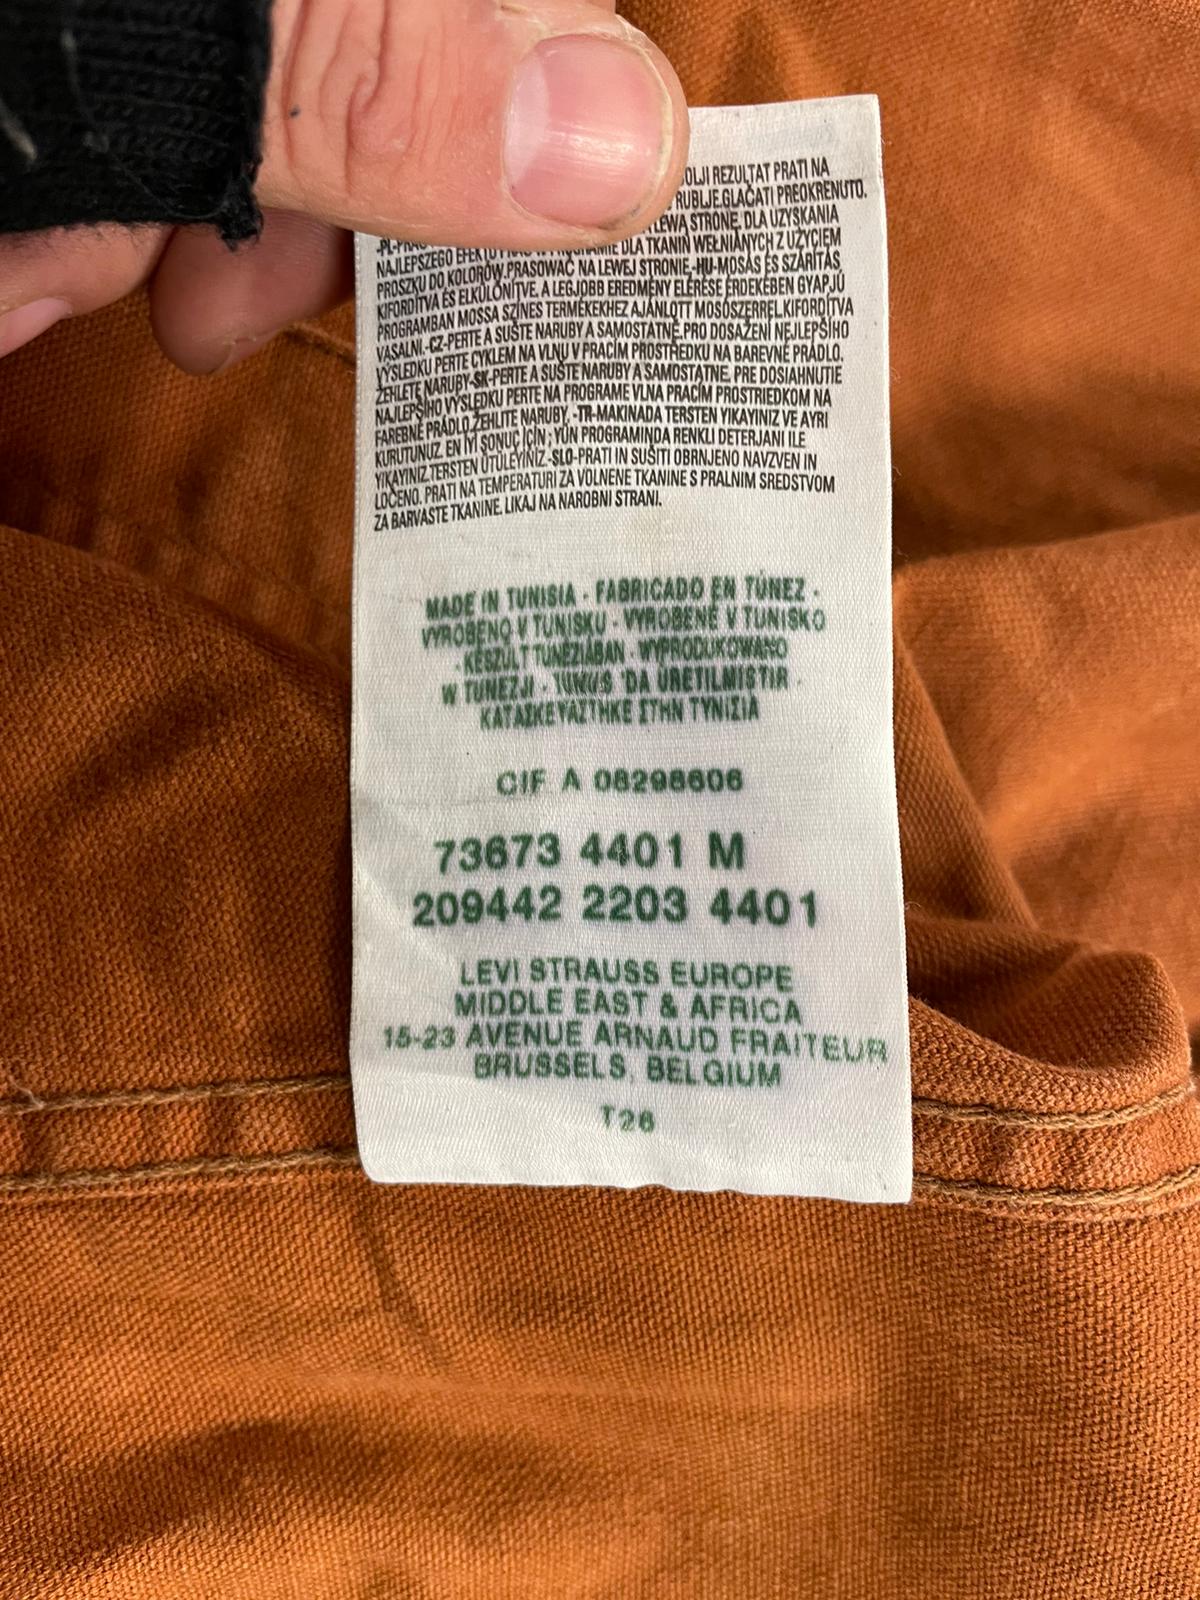 OLJI REZULTAT PRATI NA
RUBLJE.GLAČATI PREOKRENUTO.
LEWĄ STRONĘ. DLA UZYSKANIA
NAJLEPSZEGO DLA TKANIN WEŁNIANYCH Z UŻYCIEM
PROSZKU DO KOLORÓW.PRASOWAĆ NA LEWEJ STRONIE.-HU-MOSÁS ÉS SZÁRÍTÁS
KIFORDÍTVA ÉS ELKÜLÖNÍTVE. A LEGJOBB EREDMÉNY ELÉRÉSE ÉRDEKÉBEN GYAPJÚ
PROGRAMBAN MOSSA SZÍNES TERMÉKEKHEZ AJÁNLOTT MOSÓSZERREL.KIFORDÍTVA
VASALNI.-CZ-PERTE A SUŠTE NARUBY A SAMOSTATNĚ.PRO DOSAŽENÍ NEJLEPŠÍHO
VÝSLEDKU PERTE CYKLEM NA VLNU V PRACÍM PROSTŘEDKU NA BAREVNÉ PRÁDLO.
ŽEHLETE NARUBY-SK-PERTE A SUŠTE NARUBY A SAMOSTATNE. PRE DOSIAHNUTIE
NAJLEPŠIHO VÝSLEDKU PERTE NA PROGRAME VLNA PRACÍM PROSTRIEDKOM NA
FAREBNÉ PRÁDLO.ŽEHLITE NARUBY. -TR-MAKINADA TERSTEN YIKAYINIZ VE AYRI
KURUTUNUZ. EN İYİ SONUÇ İÇİN ; YÜN PROGRAMINDA RENKLİ DETERJANI ILE
YIKAYINIZ.TERSTEN ÜTÜLEYİNİZ.-SLO-PRATI IN SUŠITI OBRNJENO NAVZVEN IN
LOČENO. PRATI NA TEMPERATURI ZA VOLNENE TKANINE S PRALNIM SREDSTVOM
ZA BARVASTE TKANINE. LIKAJ NA NAROBNI STRANI.
MADE IN TUNISIA - FABRICADO EN TÚNEZ -
VYROBENO V TUNISKU - VYROBENÉ V TUNISKO
- KÉSZÜLT TUNÉZIÁBAN - WYPRODUKOWANO
W TUNEZJI - TUNUS 'DA ÜRETİLMİŞTİR -
ΚΑΤΑΣΚΕΥΑΣΤΗΚΕ ΣΤΗΝ ΤΥΝΙΣΙΑ
CIF A 08298606
73673 4401 M
209442 2203 4401
LEVI STRAUSS EUROPE
MIDDLE EAST & AFRICA
15-23 AVENUE ARNAUD FRAITEUR
BRUSSELS, BELGIUM
T26